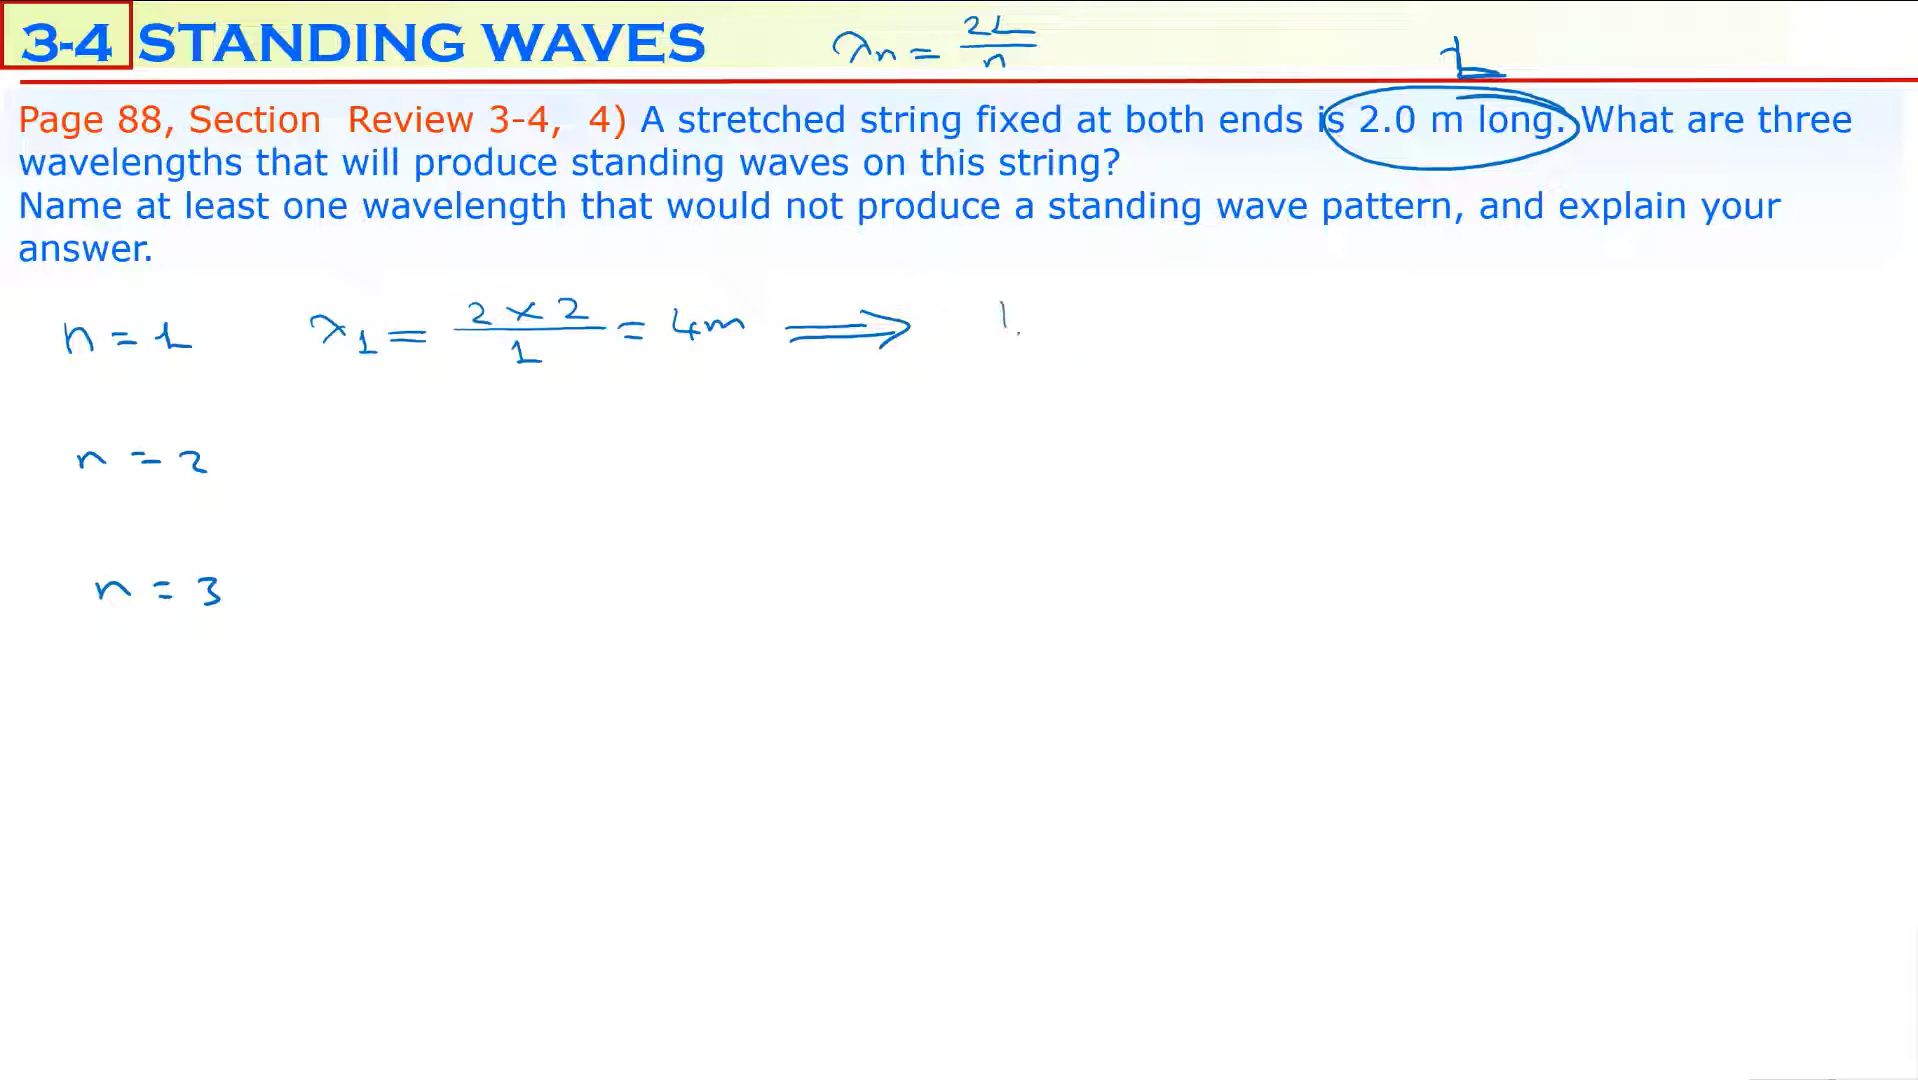 3-4 STANDING WAVES λn = 2L/n L
Page 88, Section Review 3-4, 4) A stretched string fixed at both ends is 2.0 m long. What are three
wavelengths that will produce standing waves on this string?
Name at least one wavelength that would not produce a standing wave pattern, and explain your
answer.
n = 1 λ1 = 2 × 2/1 = 4m ⟹
n = 2
n = 3